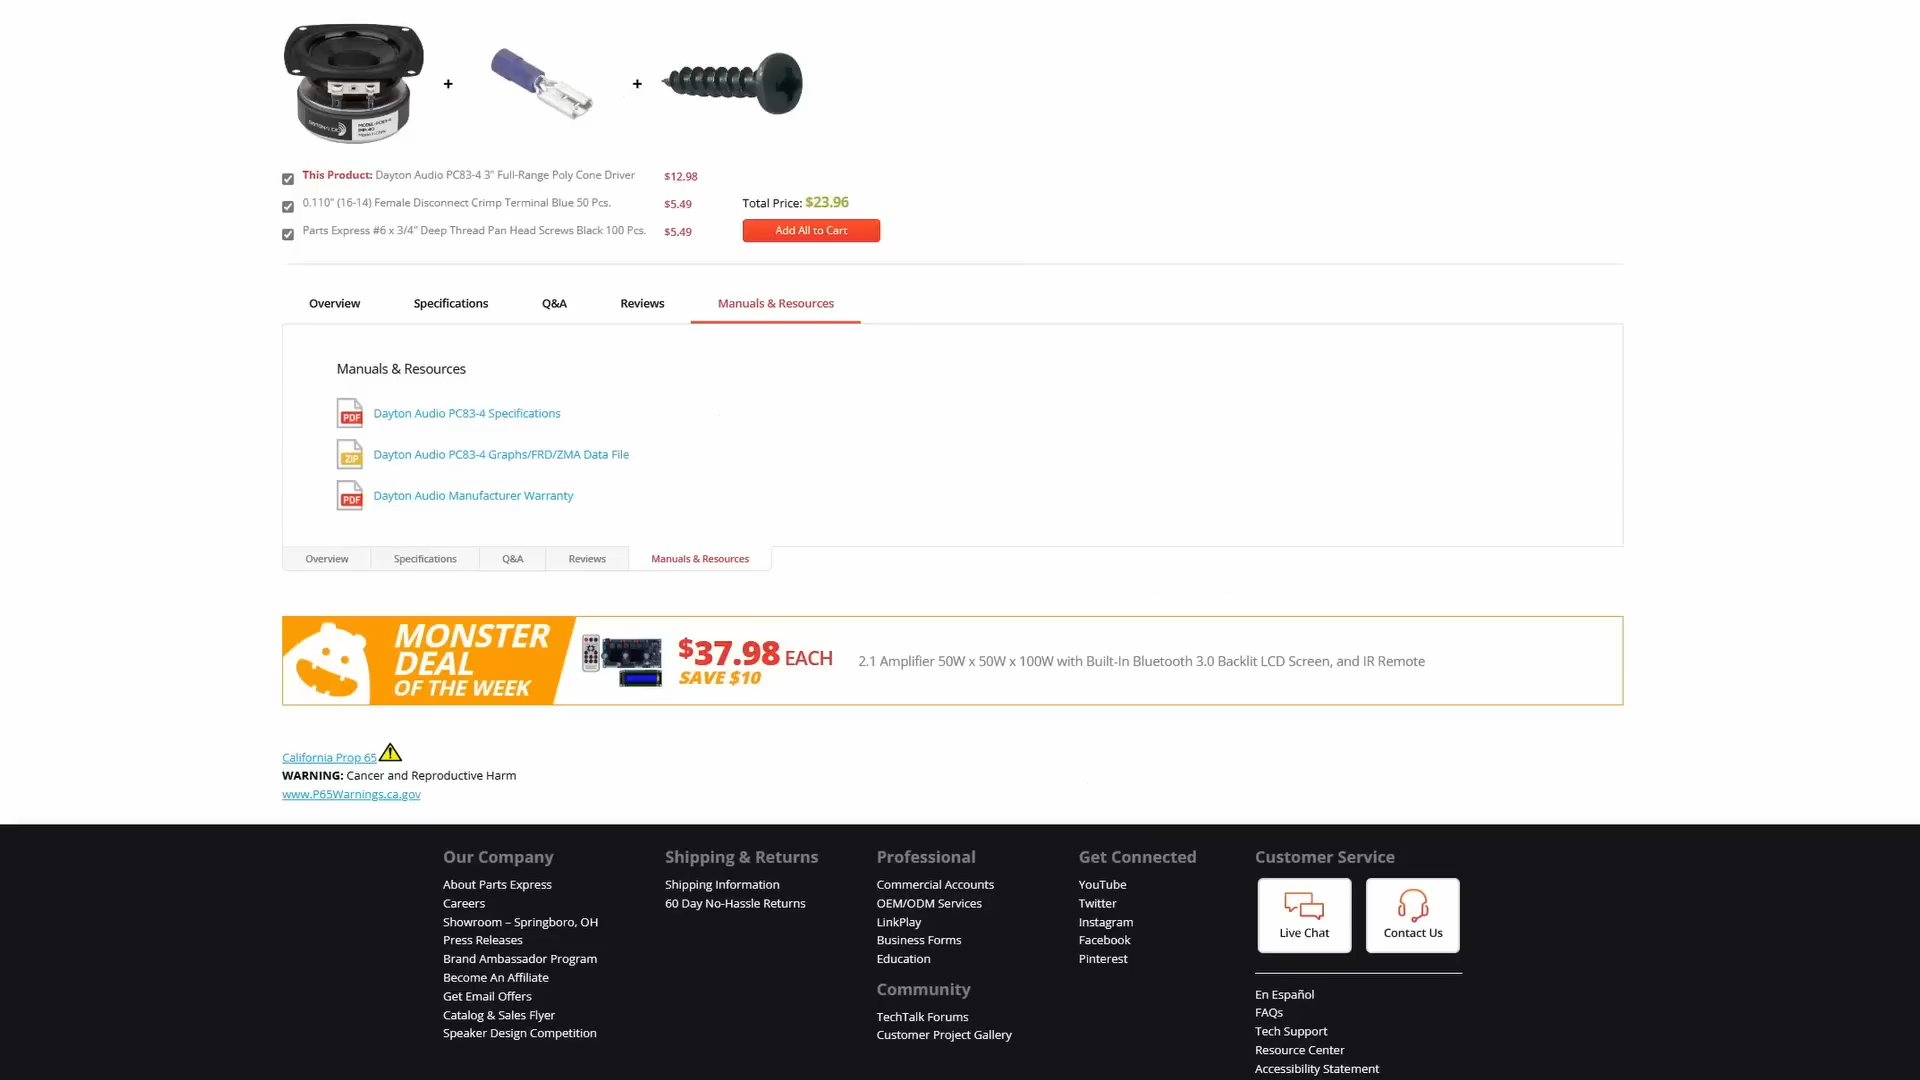 +
+
This Product: Dayton Audio PC83-4 3" Full-Range Poly Cone Driver $12.98
0.110" (16-14) Female Disconnect Crimp Terminal Blue 50 Pcs. $5.49
Total Price: $23.96
Parts Express #6 x 3/4" Deep Thread Pan Head Screws Black 100 Pcs. $5.49
Add All to Cart
Overview Specifications Q&A Reviews Manuals & Resources
Manuals & Resources
PDF Dayton Audio PC83-4 Specifications
ZIP Dayton Audio PC83-4 Graphs/FRD/ZMA Data File
PDF Dayton Audio Manufacturer Warranty
Overview Specifications Q&A Reviews Manuals & Resources
MONSTER
DEAL
OF THE WEEK
$37.98 EACH
SAVE $10
2.1 Amplifier 50W x 50W x 100W with Built-In Bluetooth 3.0 Backlit LCD Screen, and IR Remote
California Prop 65
WARNING: Cancer and Reproductive Harm
www.P65Warnings.ca.gov
Our Company
About Parts Express
Careers
Showroom – Springboro, OH
Press Releases
Brand Ambassador Program
Become An Affiliate
Get Email Offers
Catalog & Sales Flyer
Speaker Design Competition
Shipping & Returns
Shipping Information
60 Day No-Hassle Returns
Professional
Commercial Accounts
OEM/ODM Services
LinkPlay
Business Forms
Education
Community
TechTalk Forums
Customer Project Gallery
Get Connected
YouTube
Twitter
Instagram
Facebook
Pinterest
Customer Service
Live Chat
Contact Us
En Español
FAQs
Tech Support
Resource Center
Accessibility Statement